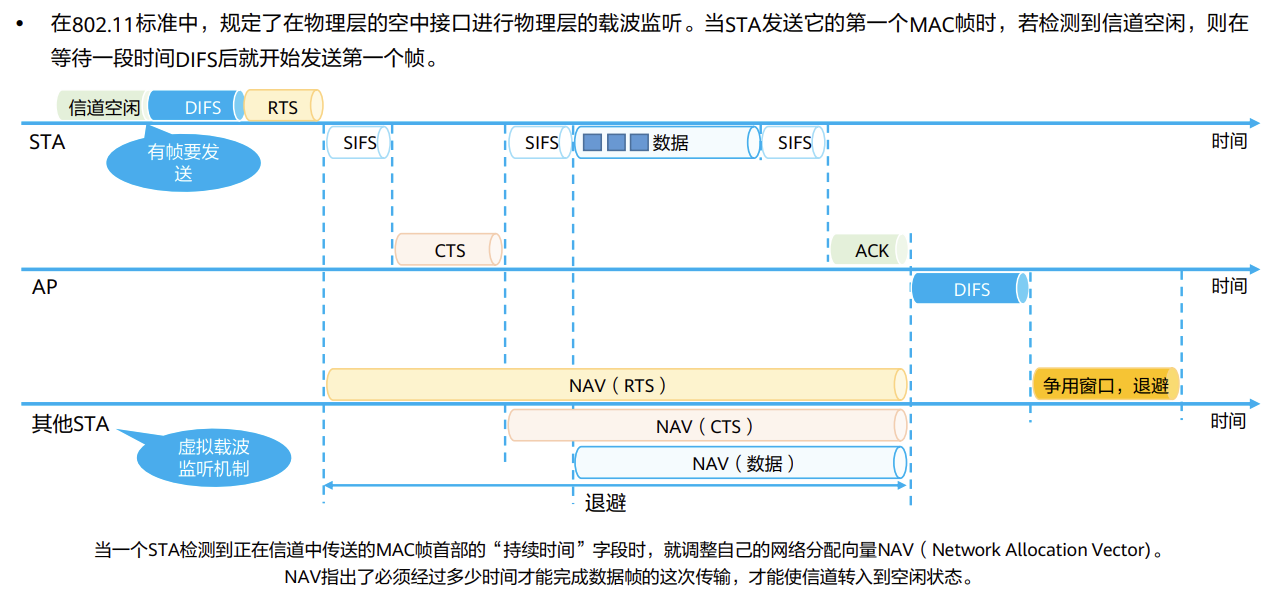 • 在802.11标准中，规定了在物理层的空中接口进行物理层的载波监听。当STA发送它的第一个MAC帧时，若检测到信道空闲，则在
等待一段时间DIFS后就开始发送第一个帧。
信道空闲 DIFS RTS
STA SIFS SIFS 数据 SIFS 时间
有帧要发
送
CTS ACK
AP DIFS 时间
NAV（RTS） 争用窗口，退避
其他STA NAV（CTS） 时间
虚拟载波
监听机制
NAV（数据）
退避
当一个STA检测到正在信道中传送的MAC帧首部的“持续时间”字段时，就调整自己的网络分配向量NAV（Network Allocation Vector)。
NAV指出了必须经过多少时间才能完成数据帧的这次传输，才能使信道转入到空闲状态。